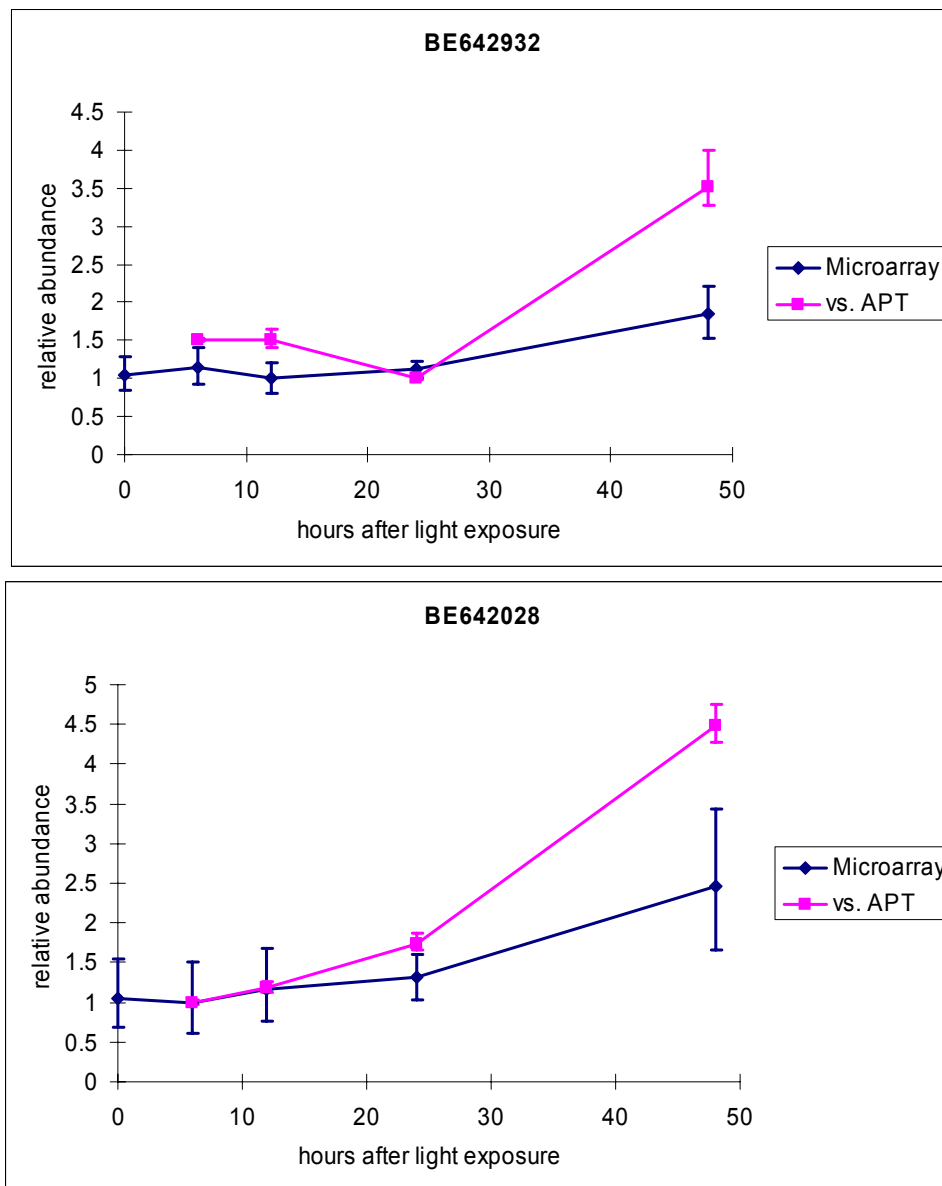 BE642932
4.5
4
3.5
3
2.5
2
1.5
1
0.5
0
relative abundance
0 10 20 30 40 50
hours after light exposure
Microarray
vs. APT
BE642028
5
4.5
4
3.5
3
2.5
2
1.5
1
0.5
0
relative abundance
0 10 20 30 40 50
hours after light exposure
Microarray
vs. APT